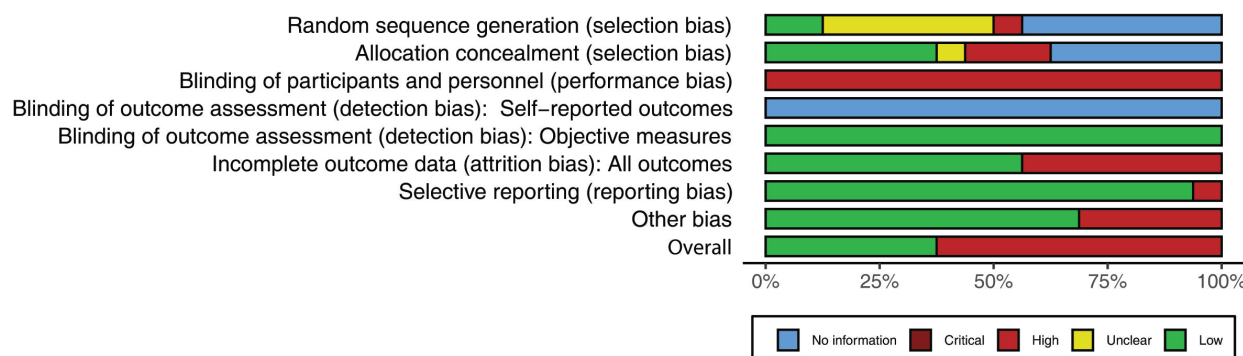 Random sequence generation (selection bias)
Allocation concealment (selection bias)
Blinding of participants and personnel (performance bias)
Blinding of outcome assessment (detection bias):  Self−reported outcomes
Blinding of outcome assessment (detection bias): Objective measures
Incomplete outcome data (attrition bias): All outcomes
Selective reporting (reporting bias)
Other bias
Overall
0% 25% 50% 75% 100%
No information Critical High Unclear Low